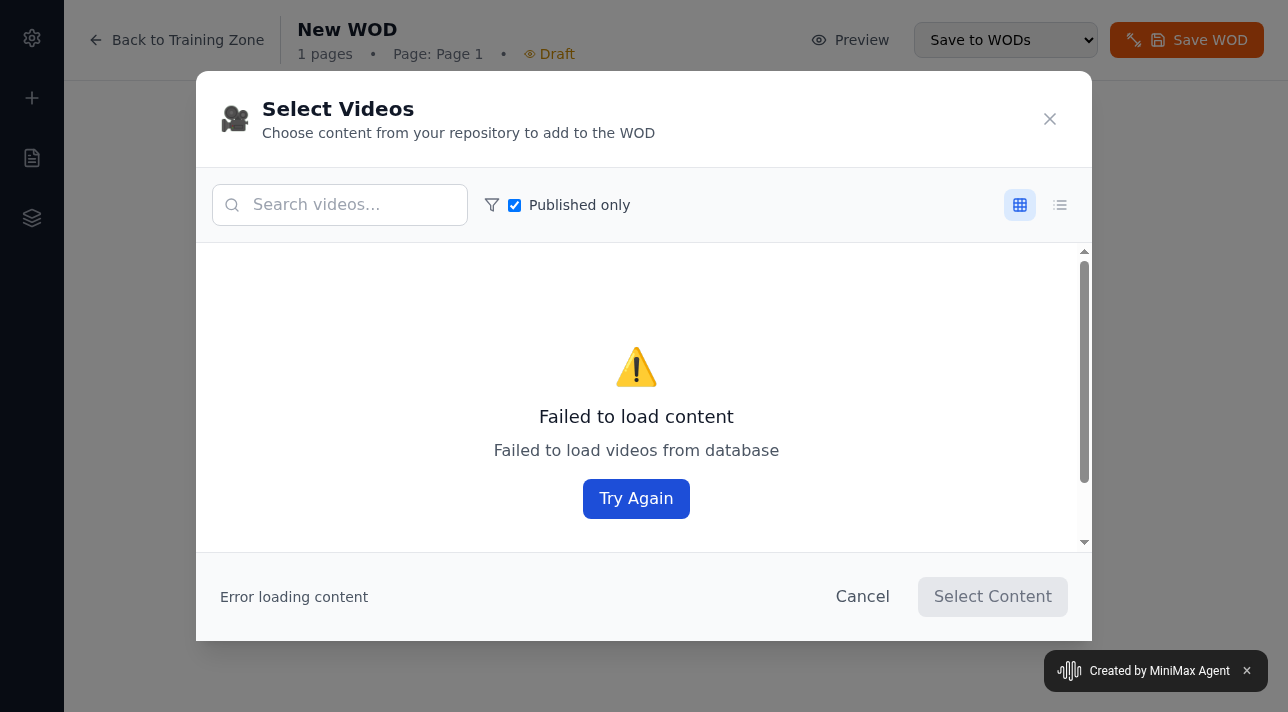 Back to Training Zone
New WOD
1 pages • Page: Page 1 • Draft
Preview
Save to WODs
Save WOD
Select Videos
Choose content from your repository to add to the WOD
Search videos...
Published only
Failed to load content
Failed to load videos from database
Try Again
Error loading content
Cancel
Select Content
Created by MiniMax Agent ×